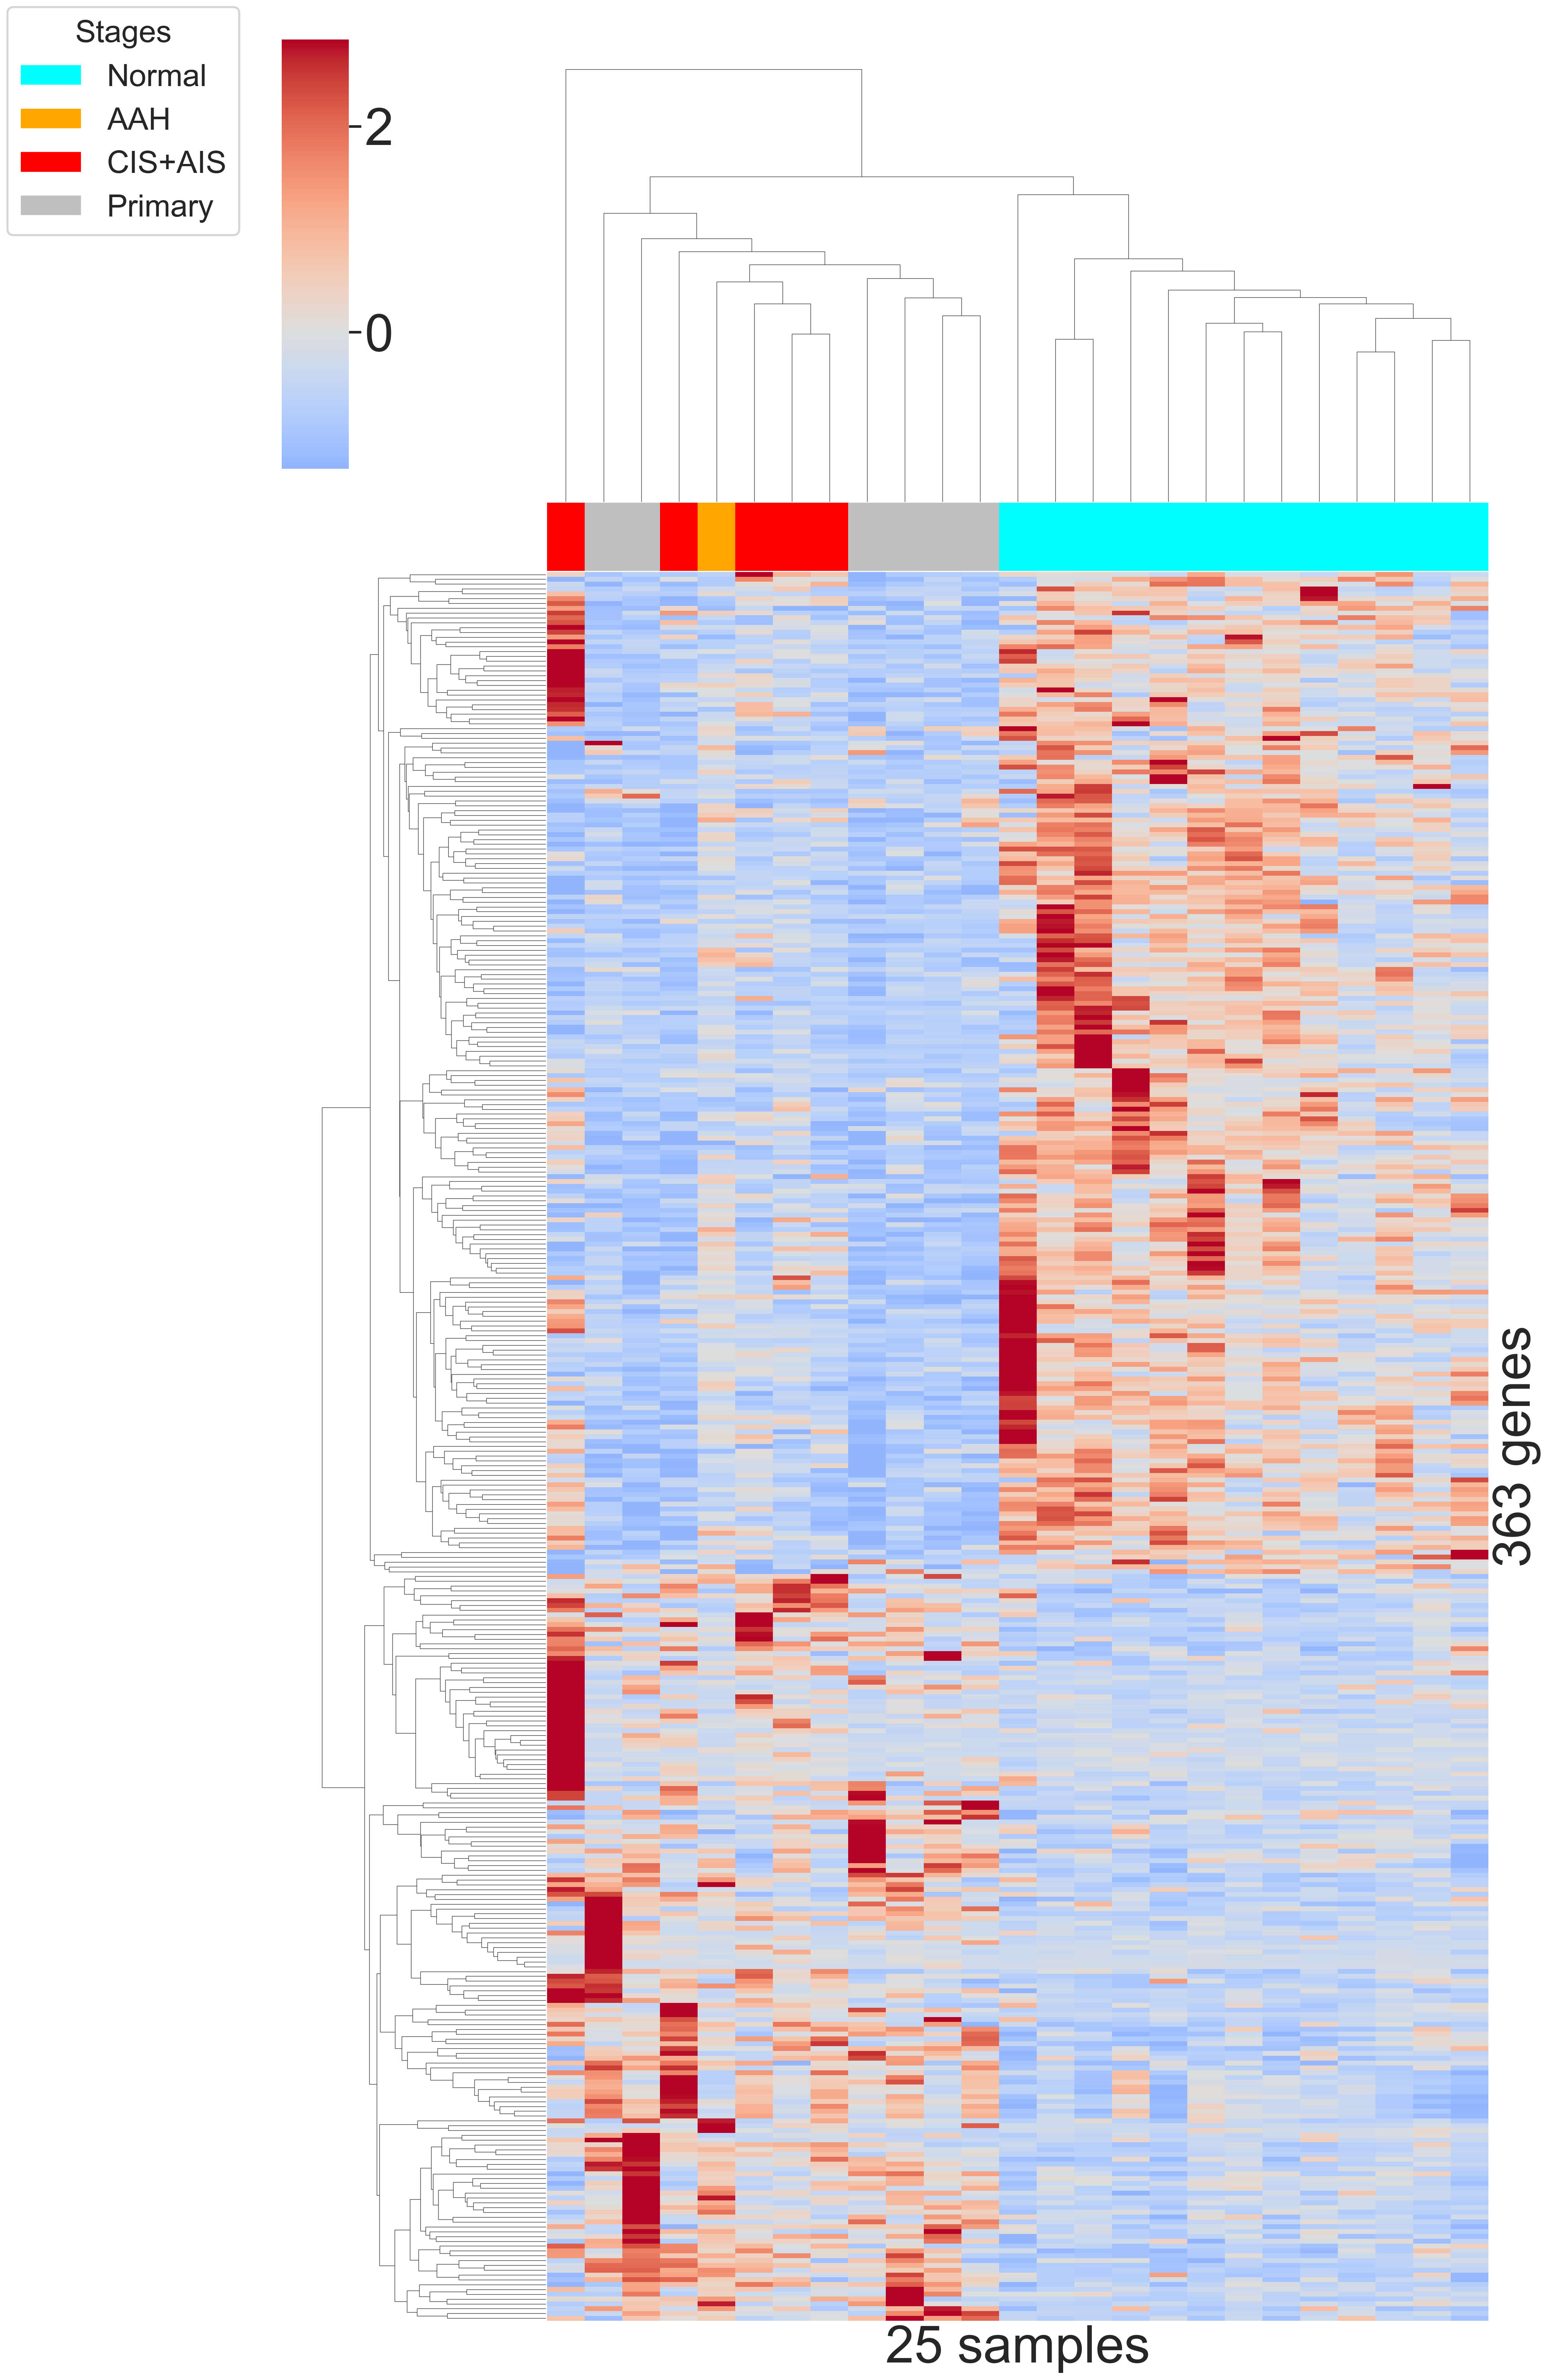 Stages
Normal
AAH
CIS+AIS
Primary
2
0
363 genes
25 samples